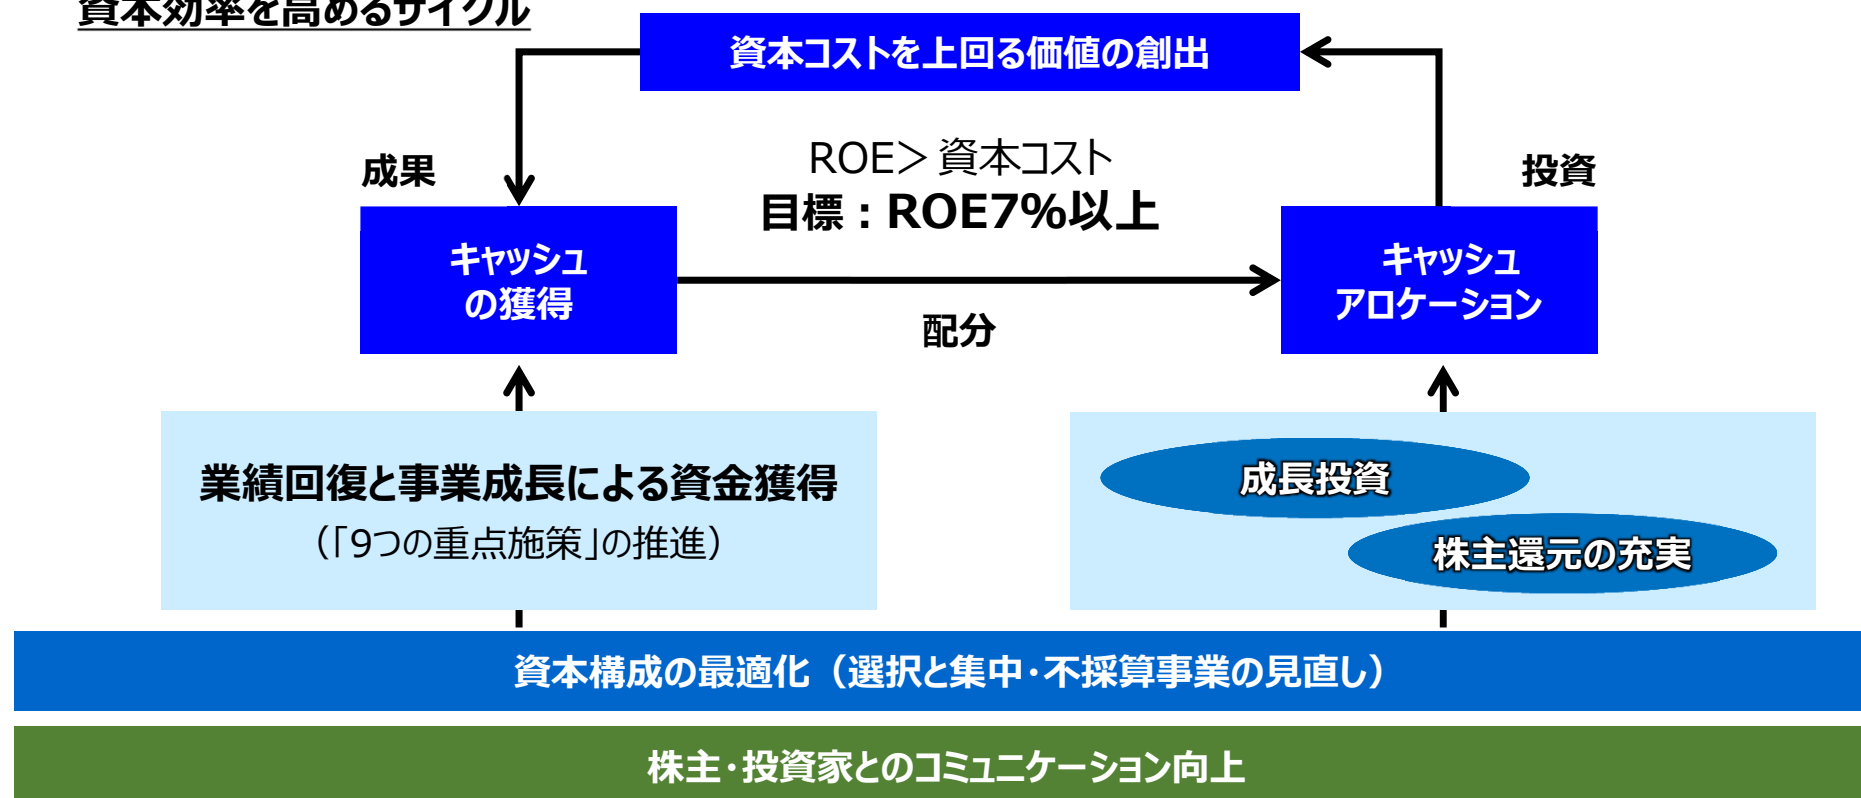 資本効率を高めるサイクル
資本コストを上回る価値の創出
ROE＞資本コスト
目標：ROE7%以上
成果
投資
キャッシュ
の獲得
キャッシュ
アロケーション
配分
業績回復と事業成長による資金獲得
（「9つの重点施策」の推進）
成長投資
株主還元の充実
資本構成の最適化（選択と集中・不採算事業の見直し）
株主・投資家とのコミュニケーション向上